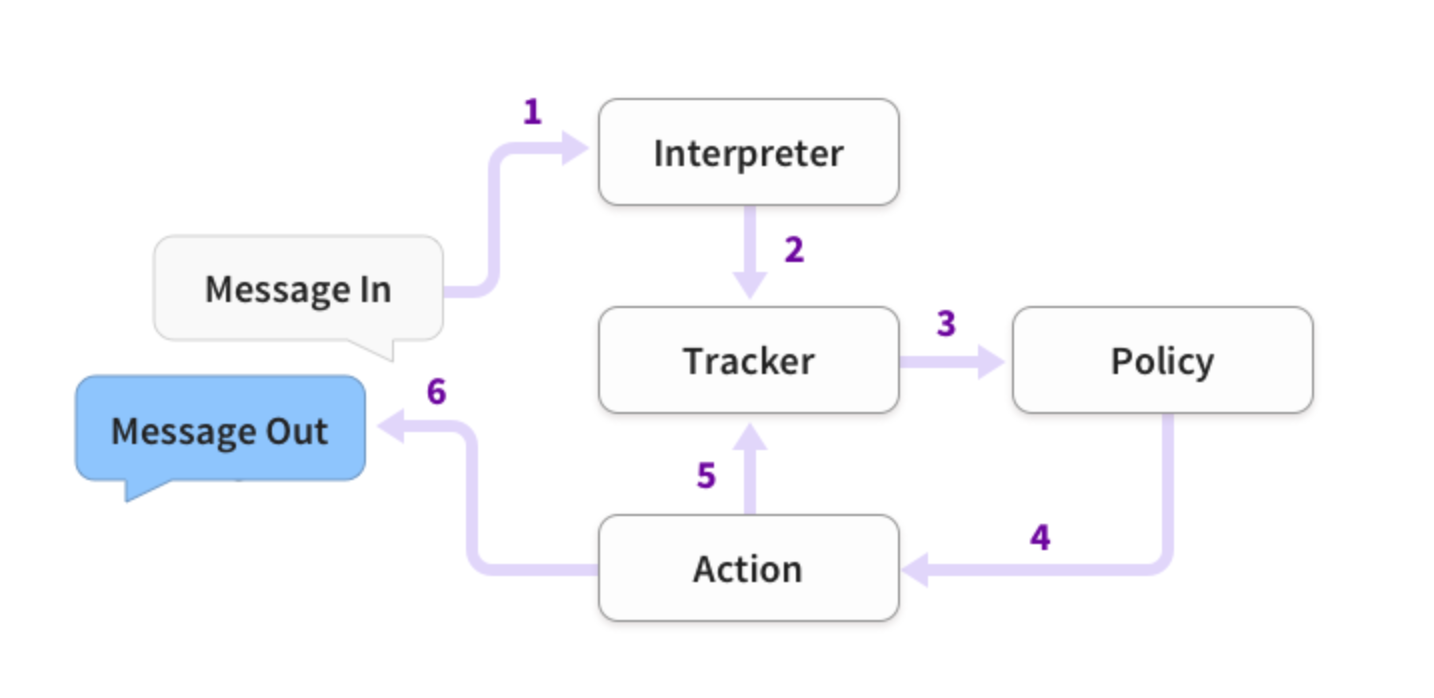 1
Interpreter
2
Message In
3
Tracker
Policy
6
Message Out
5
4
Action